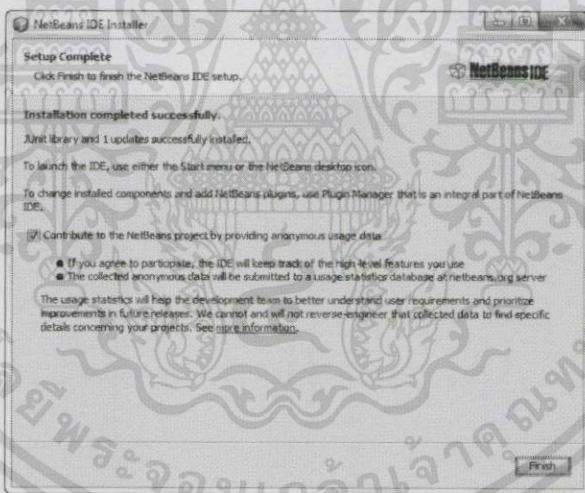 NetBeans IDE Installer
Setup Complete
Click Finish to finish the NetBeans IDE setup.
NetBeans IDE
Installation completed successfully.
JUnit library and 1 updates successfully installed.
To launch the IDE, use either the Start menu or the NetBeans desktop icon.
To change installed components and add NetBeans plugins, use Plugin Manager that is an integral part of NetBeans
IDE.
Contribute to the NetBeans project by providing anonymous usage data
If you agree to participate, the IDE will keep track of the high-level features you use
The collected anonymous data will be submitted to a usage statistics database at netbeans.org server
The usage statistics will help the development team to better understand user requirements and prioritize
improvements in future releases. We cannot and will not reverse-engineer that collected data to find specific
details concerning your projects. See more information.
Finish